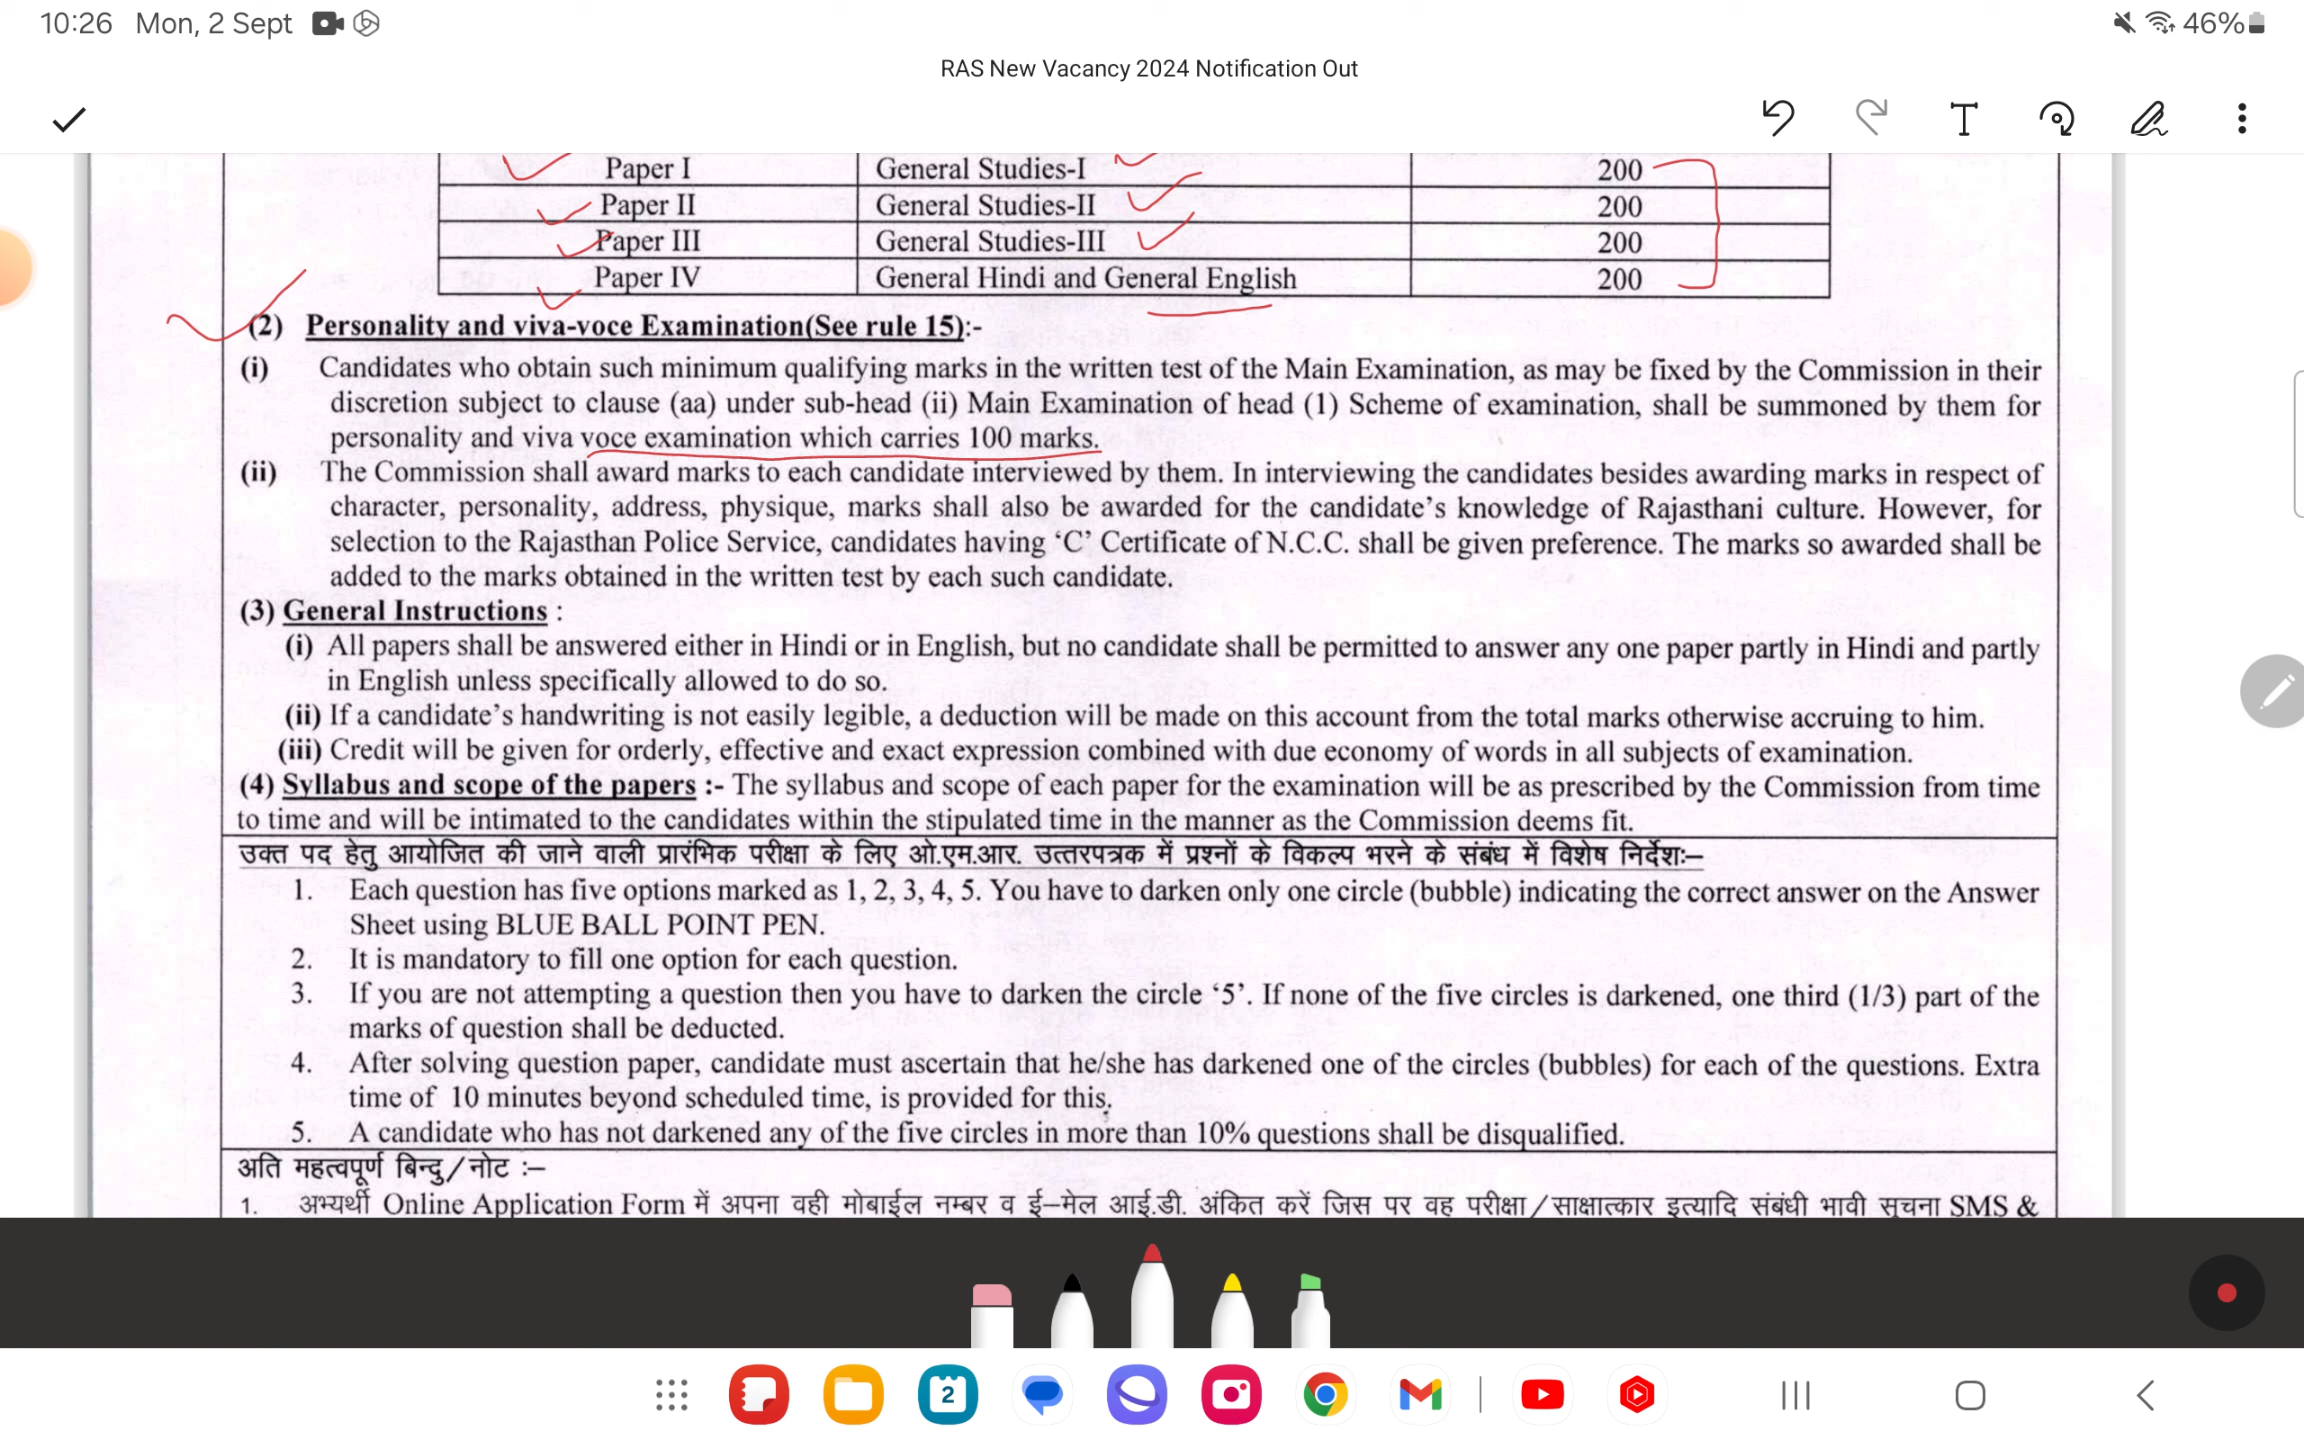 10:26 Mon, 2 Sept
46%
RAS New Vacancy 2024 Notification Out
T
Paper I General Studies-I 200
Paper II General Studies-II 200
Paper III General Studies-III 200
Paper IV General Hindi and General English 200
(2) Personality and viva-voce Examination(See rule 15):-
(i) Candidates who obtain such minimum qualifying marks in the written test of the Main Examination, as may be fixed by the Commission in their
discretion subject to clause (aa) under sub-head (ii) Main Examination of head (1) Scheme of examination, shall be summoned by them for
personality and viva voce examination which carries 100 marks.
(ii) The Commission shall award marks to each candidate interviewed by them. In interviewing the candidates besides awarding marks in respect of
character, personality, address, physique, marks shall also be awarded for the candidate’s knowledge of Rajasthani culture. However, for
selection to the Rajasthan Police Service, candidates having ‘C’ Certificate of N.C.C. shall be given preference. The marks so awarded shall be
added to the marks obtained in the written test by each such candidate.
(3) General Instructions :
(i) All papers shall be answered either in Hindi or in English, but no candidate shall be permitted to answer any one paper partly in Hindi and partly
in English unless specifically allowed to do so.
(ii) If a candidate’s handwriting is not easily legible, a deduction will be made on this account from the total marks otherwise accruing to him.
(iii) Credit will be given for orderly, effective and exact expression combined with due economy of words in all subjects of examination.
(4) Syllabus and scope of the papers :- The syllabus and scope of each paper for the examination will be as prescribed by the Commission from time
to time and will be intimated to the candidates within the stipulated time in the manner as the Commission deems fit.
उक्त पद हेतु आयोजित की जाने वाली प्रारंभिक परीक्षा के लिए ओ.एम.आर. उत्तरपत्रक में प्रश्नों के विकल्प भरने के संबंध में विशेष निर्देशः–
1. Each question has five options marked as 1, 2, 3, 4, 5. You have to darken only one circle (bubble) indicating the correct answer on the Answer
Sheet using BLUE BALL POINT PEN.
2. It is mandatory to fill one option for each question.
3. If you are not attempting a question then you have to darken the circle ‘5’. If none of the five circles is darkened, one third (1/3) part of the
marks of question shall be deducted.
4. After solving question paper, candidate must ascertain that he/she has darkened one of the circles (bubbles) for each of the questions. Extra
time of 10 minutes beyond scheduled time, is provided for this.
5. A candidate who has not darkened any of the five circles in more than 10% questions shall be disqualified.
अति महत्वपूर्ण बिन्दु/नोट :–
1. अभ्यर्थी Online Application Form में अपना वही मोबाईल नम्बर व ई–मेल आई.डी. अंकित करें जिस पर वह परीक्षा/साक्षात्कार इत्यादि संबंधी भावी सूचना SMS &
2